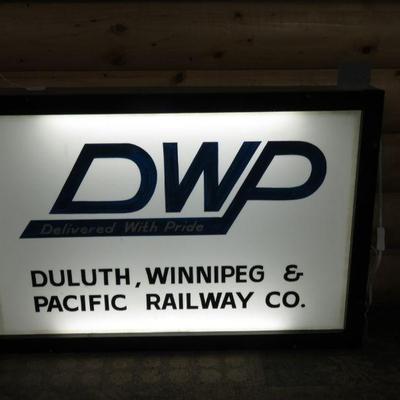 DWP
Delivered With Pride
DULUTH, WINNIPEG &
PACIFIC RAILWAY CO.